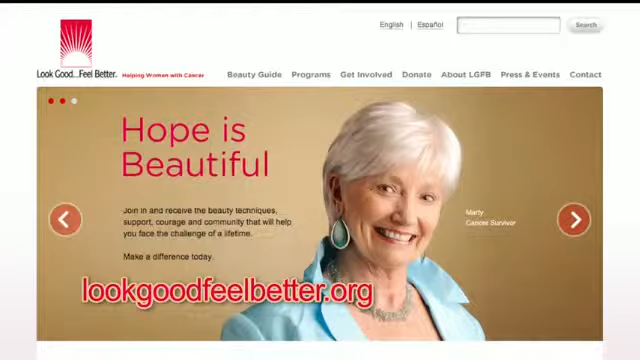 English | Español
Search
Look Good...Feel Better.
Helping Women with Cancer
Beauty Guide Programs Get Involved Donate About LGFB Press & Events Contact
Hope is
Beautiful
Join in and receive the beauty techniques,
support, courage and community that will help
you face the challenge of a lifetime.
Make a difference today.
Marty
Cancer Survivor
lookgoodfeelbetter.org